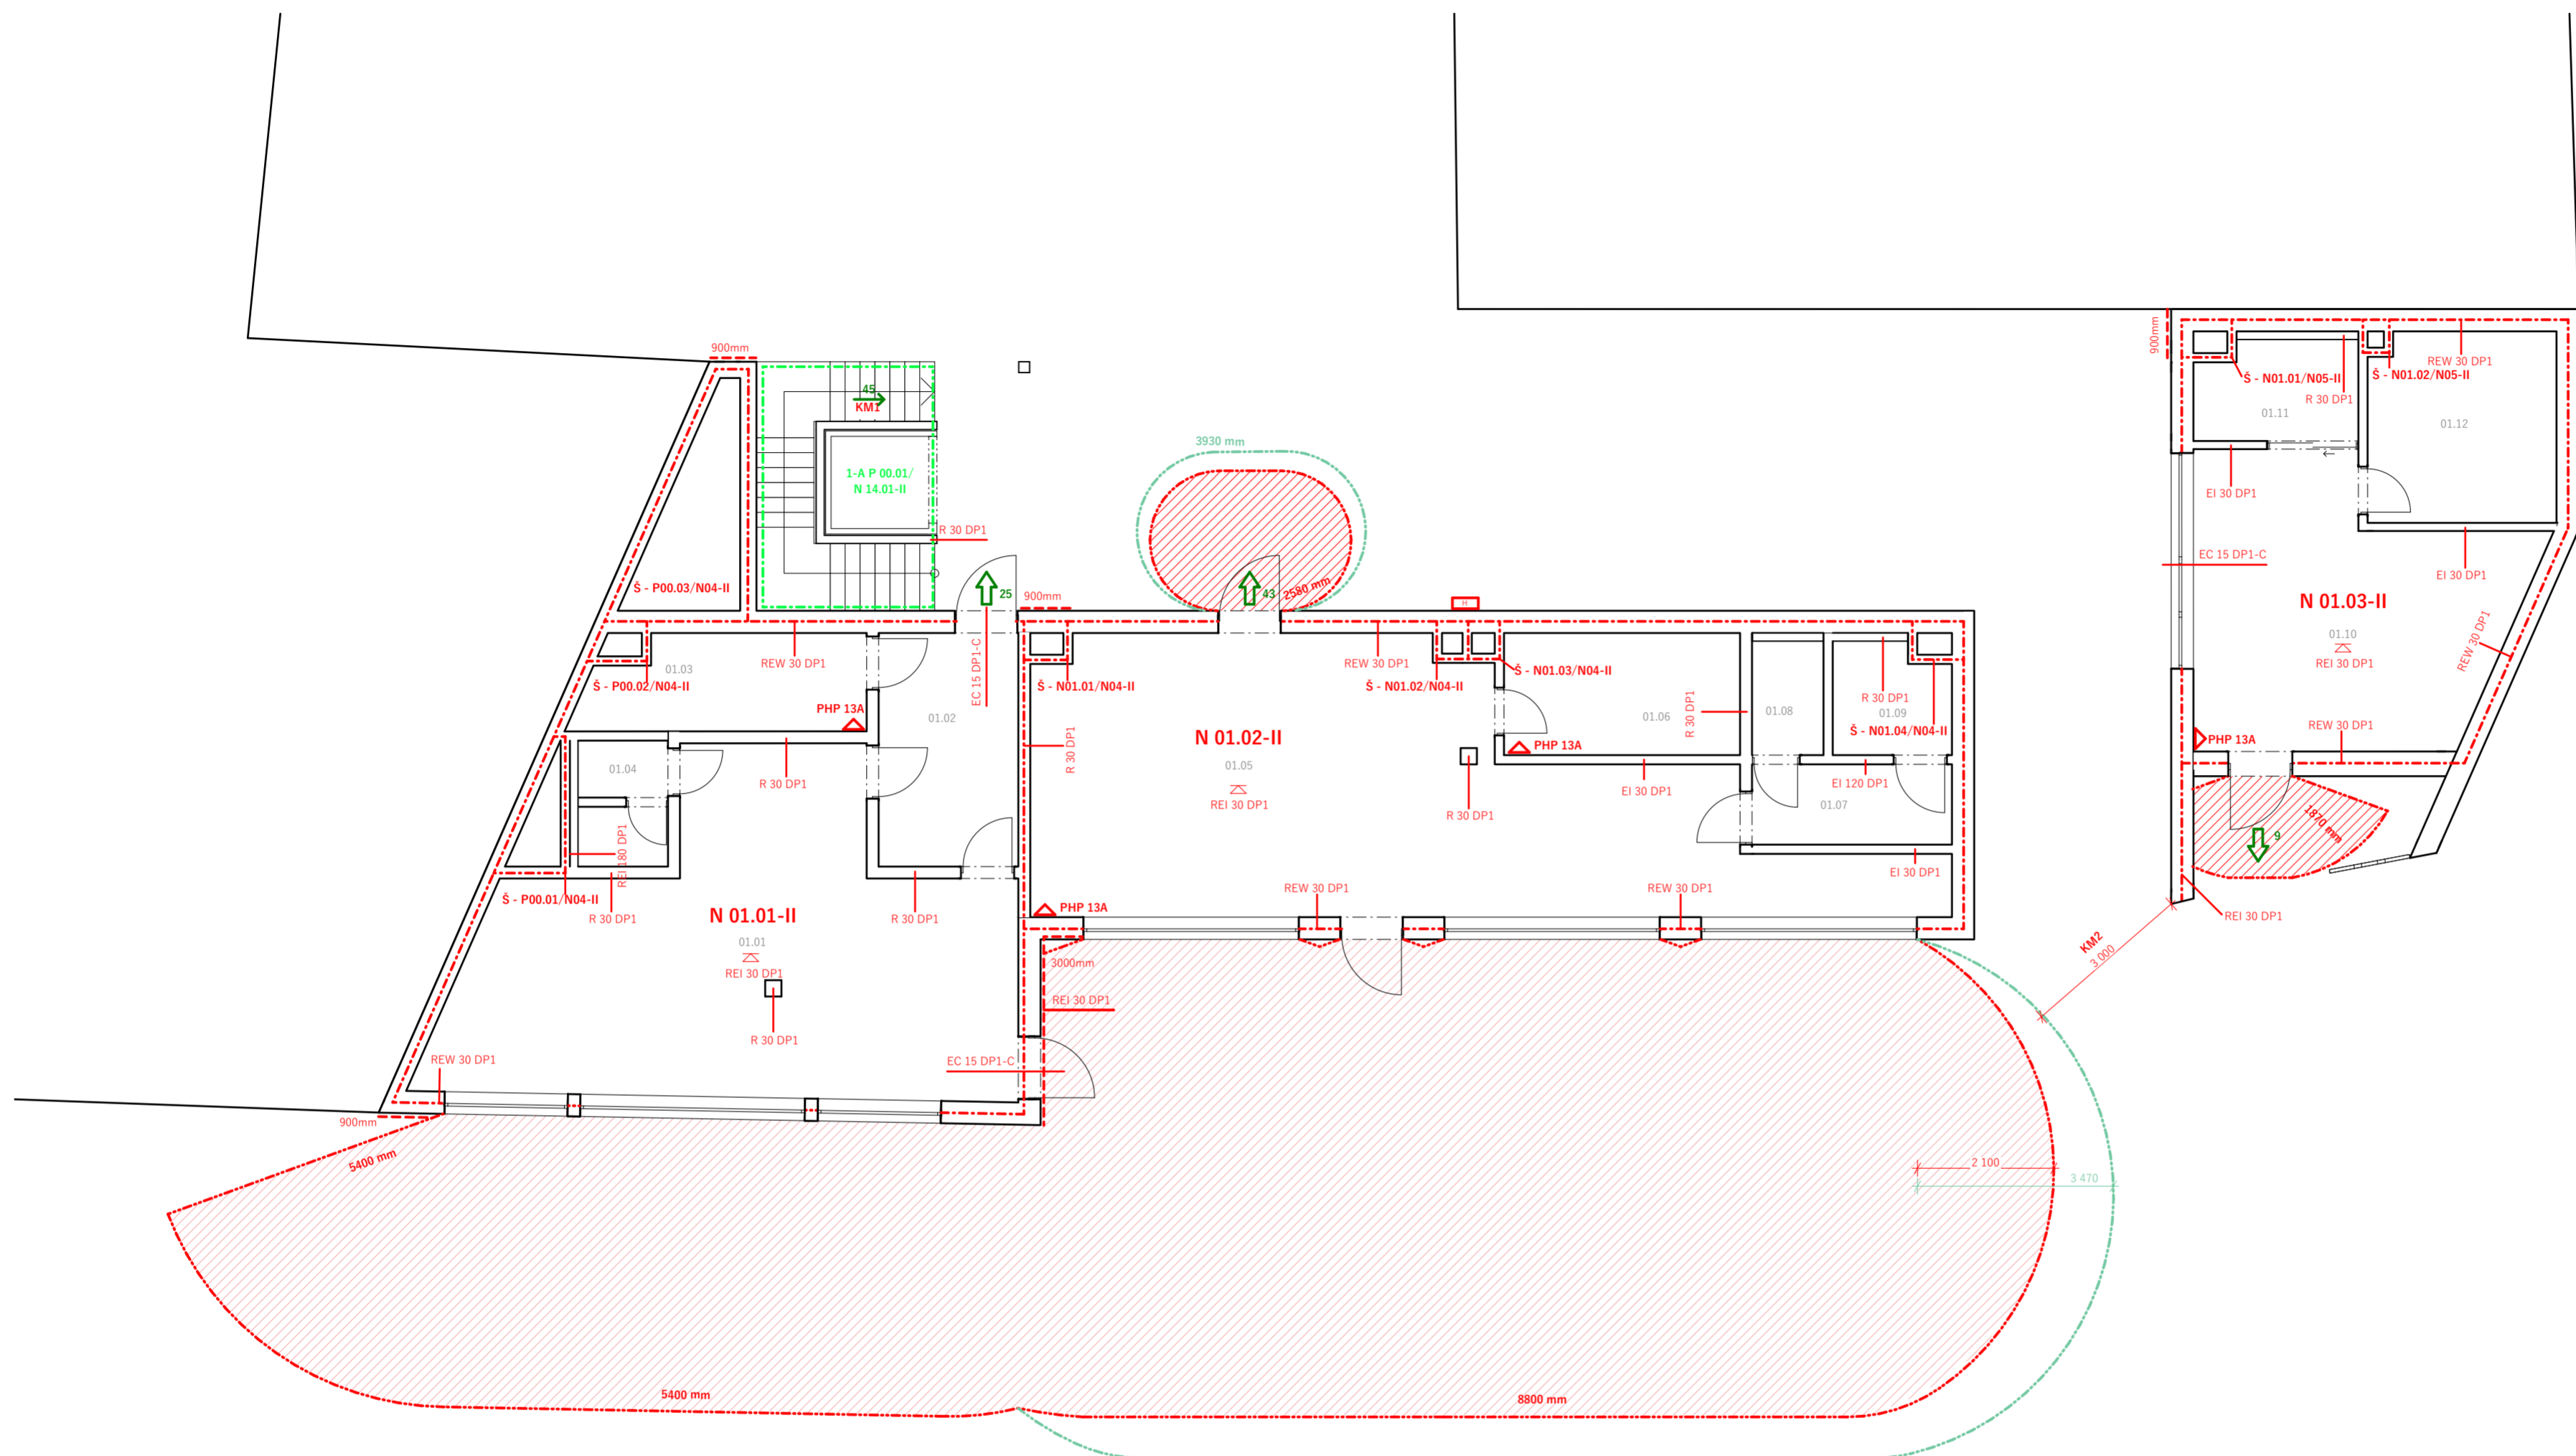 900mm
45
KM1
1-A P 00.01/
N 14.01-II
R 30 DP1
3930 mm
2580 mm
43
25
900mm
H
900mm
REW 30 DP1
Š - N01.01/N05-II
Š - N01.02/N05-II
R 30 DP1
01.11
01.12
EI 30 DP1
EC 15 DP1-C
EI 30 DP1
N 01.03-II
01.10
REI 30 DP1
REW 30 DP1
REW 30 DP1
PHP 13A
1870 mm
9
REI 30 DP1
KM2
3 000
Š - P00.03/N04-II
01.03
REW 30 DP1
Š - P00.02/N04-II
PHP 13A
01.02
EC 15 DP1-C
Š - N01.01/N04-II
REW 30 DP1
Š - N01.02/N04-II
Š - N01.03/N04-II
01.06
R 30 DP1
01.08
R 30 DP1
01.09
Š - N01.04/N04-II
N 01.02-II
01.05
REI 30 DP1
R 30 DP1
PHP 13A
R 30 DP1
EI 30 DP1
EI 120 DP1
01.07
EI 30 DP1
01.04
R 30 DP1
REI 180 DP1
Š - P00.01/N04-II
R 30 DP1
R 30 DP1
N 01.01-II
01.01
REI 30 DP1
R 30 DP1
PHP 13A
REW 30 DP1
REW 30 DP1
3000mm
REI 30 DP1
EC 15 DP1-C
REW 30 DP1
900mm
5400 mm
2 100
3 470
5400 mm
8800 mm